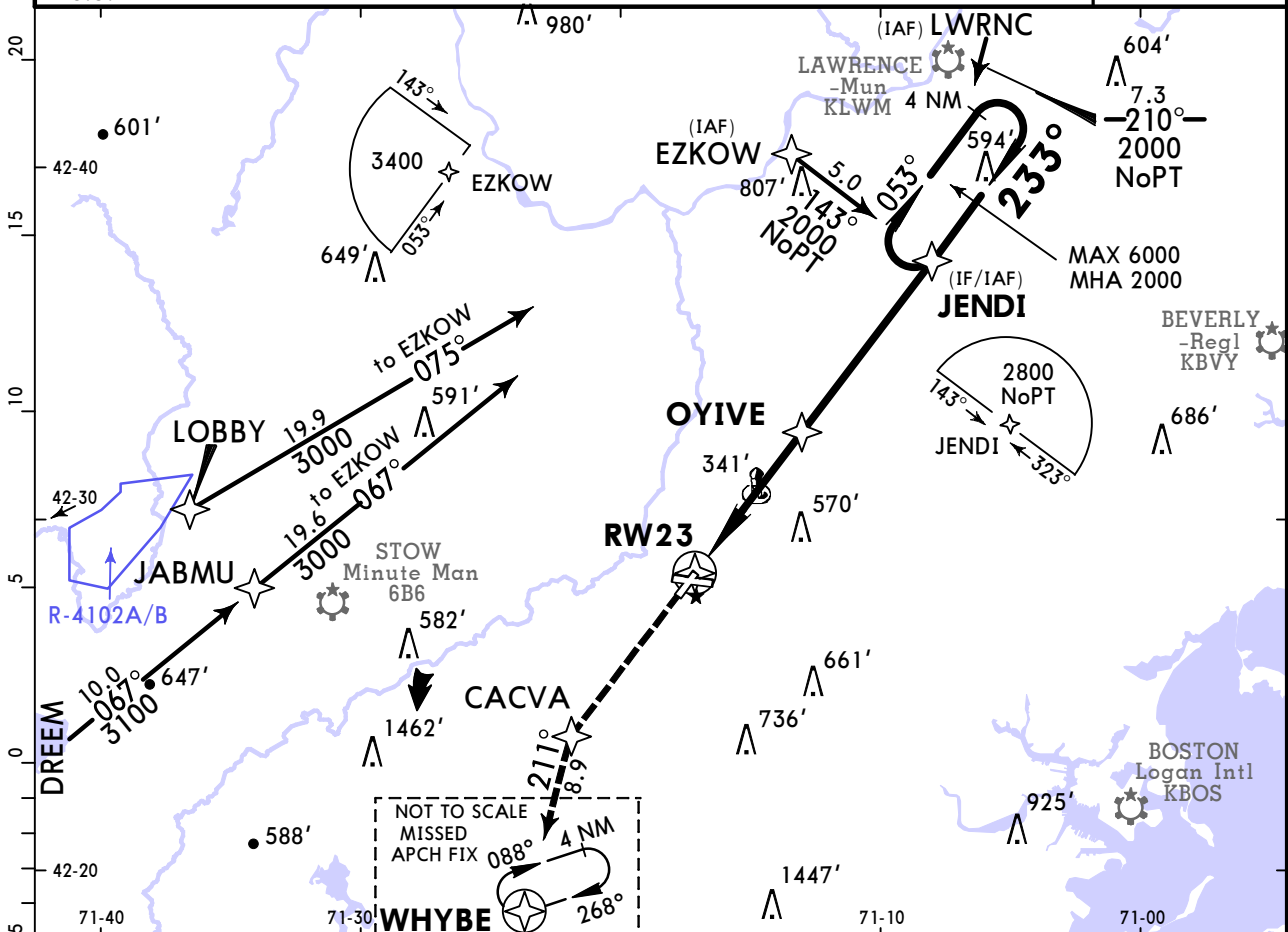 980'
(IAF) LWRNC
LAWRENCE
-Mun
KLWM
604'
20
143°
601'
4 NM
7.3
210°
2000
NoPT
(IAF)
EZKOW
594'
233°
3400
EZKOW
42-40
5.0
807'
143°
2000
NoPT
053°
053°
15
649'
MAX 6000
MHA 2000
(IF/IAF)
JENDI
BEVERLY
-Regl
KBVY
to EZKOW
075°
2800
NoPT
143°
JENDI
323°
591'
10
OYIVE
686'
LOBBY
19.9
3000
to EZKOW
067°
341'
42-30
570'
19.6
3000
RW23
STOW
Minute Man
6B6
JABMU
5
R-4102A/B
582'
661'
647'
10.0
067°
3100
DREEM
CACVA
1462'
736'
0
211°
8.9
BOSTON
Logan Intl
KBOS
NOT TO SCALE
MISSED
APCH FIX
925'
588'
4 NM
088°
42-20
1447'
268°
WHYBE
5
71-40
71-30
71-10
71-00